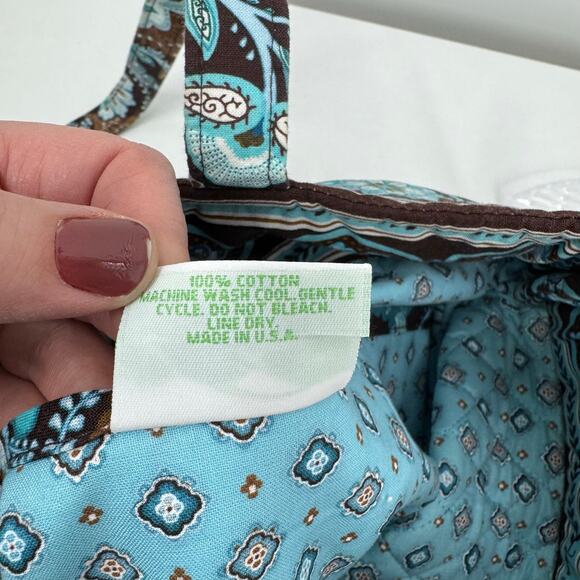 100% COTTON
MACHINE WASH COOL. GENTLE
CYCLE. DO NOT BLEACH.
LINE DRY.
MADE IN U.S.A.